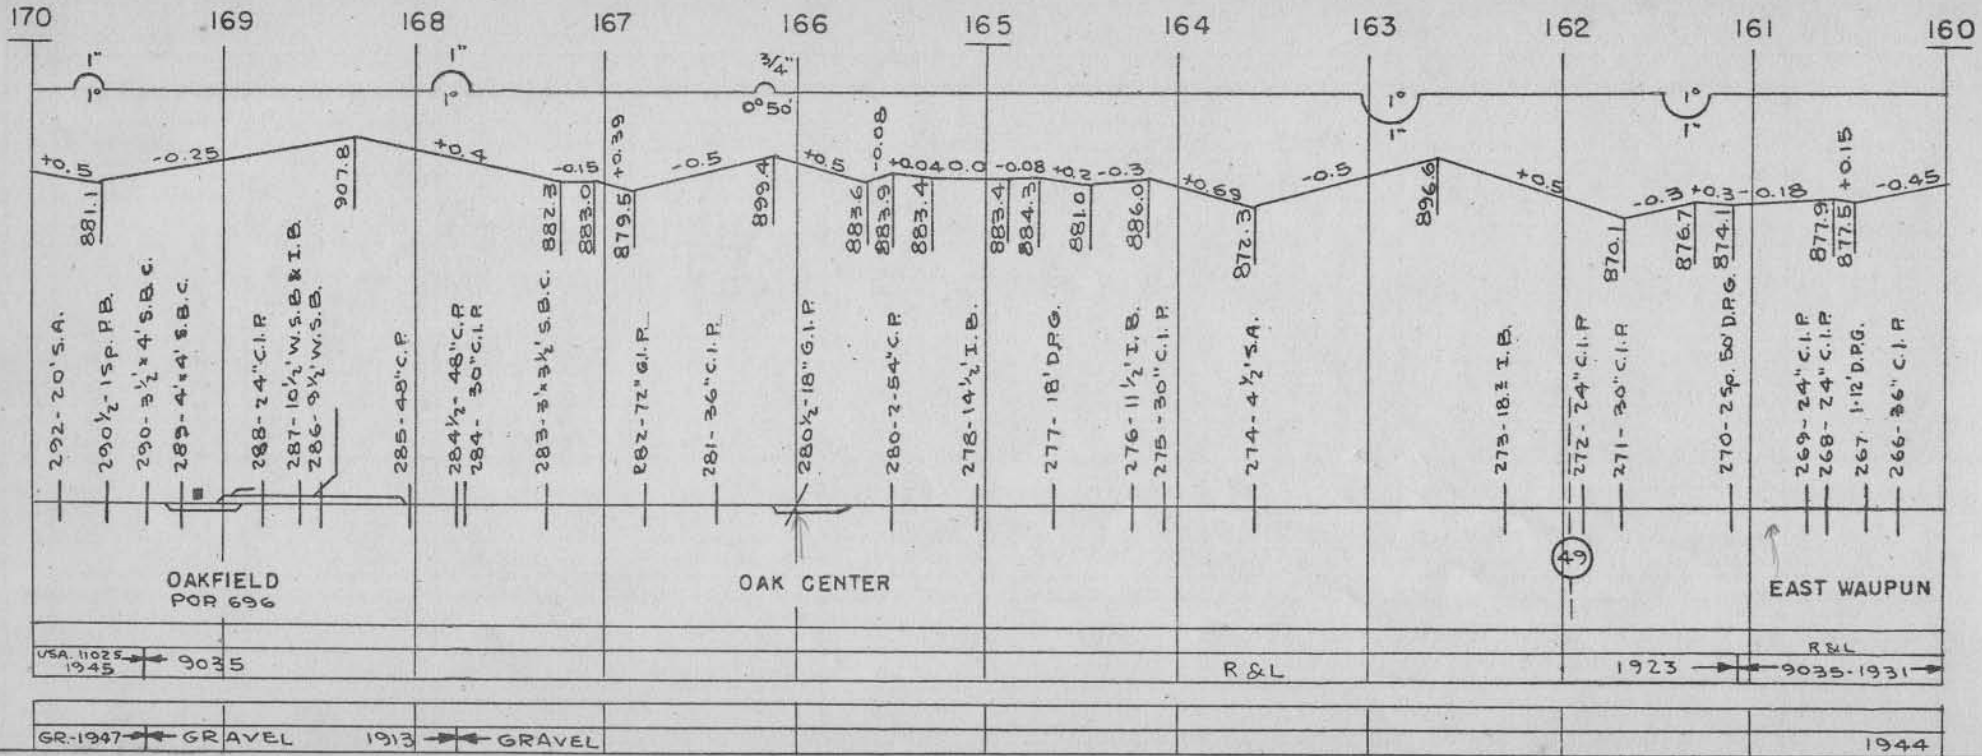 170 169 168 167 166 165 164 163 162 161 160
1" 1" 3/4"
1° 1° 0°50' 1° 1°
1" 1"
+0.5 -0.25 +0.4 -0.15 +0.39 -0.5 +0.5 -0.08 +0.04 0.0 -0.08 +0.2 -0.3 +0.63 -0.5 +0.5 -0.3 +0.3 -0.18 +0.15 -0.45
881.1 907.8 882.3 883.0 879.5 899.4 883.6 883.9 883.4 883.4 884.3 881.0 886.0 872.3 896.6 870.1 876.7 874.1 877.9 877.5
292-20' S.A.
290½-1 Sp. P.B.
290-3½'x4' S.B.C.
289-4'x4' S.B.C.
288-24" C.I.P.
287-10½' W.S.B & I.B.
286-9½' W.S.B.
285-48" C.P.
284½-48" C.P.
284-30" C.I.P.
283-3'x3½' S.B.C.
282-72" G.I.P.
281-36" C.I.P.
280½-18" G.I.P.
280-2-54" C.P.
278-14½' I.B.
277-18' D.P.G.
276-11½' I.B.
275-30" C.I.P.
274-4½' S.A.
273-18² I.B.
272-24" C.I.P.
271-30" C.I.P.
270-2 Sp. 50' D.P.G.
269-24" C.I.P.
268-24" C.I.P.
267-1-12' D.P.G.
266-36" C.I.P.
49
OAKFIELD
POP 696
OAK CENTER
EAST WAUPUN
USA. 11025
1945
9035
R & L
1923
R & L
9035-1931
GR.-1947 GRAVEL 1913 GRAVEL 1944